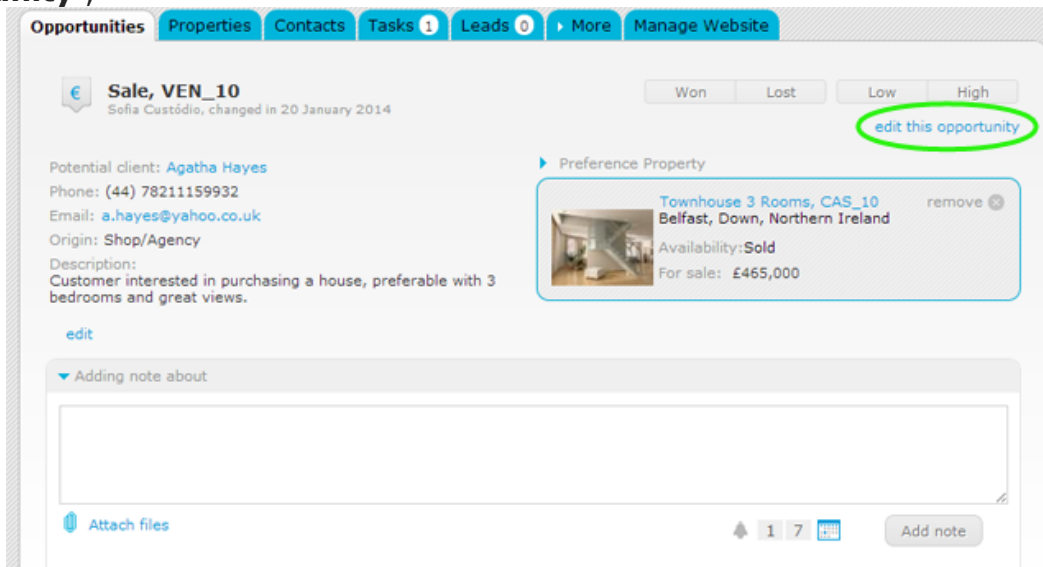 Opportunities Properties Contacts Tasks 1 Leads 0 More Manage Website
Sale, VEN_10
Sofia Custódio, changed in 20 January 2014
Won Lost Low High
edit this opportunity
Potential client: Agatha Hayes
Phone: (44) 78211159932
Email: a.hayes@yahoo.co.uk
Origin: Shop/Agency
Description:
Customer interested in purchasing a house, preferable with 3
bedrooms and great views.
edit
Preference Property
Townhouse 3 Rooms, CAS_10 remove
Belfast, Down, Northern Ireland
Availability:Sold
For sale: £465,000
Adding note about
Attach files
1 7
Add note